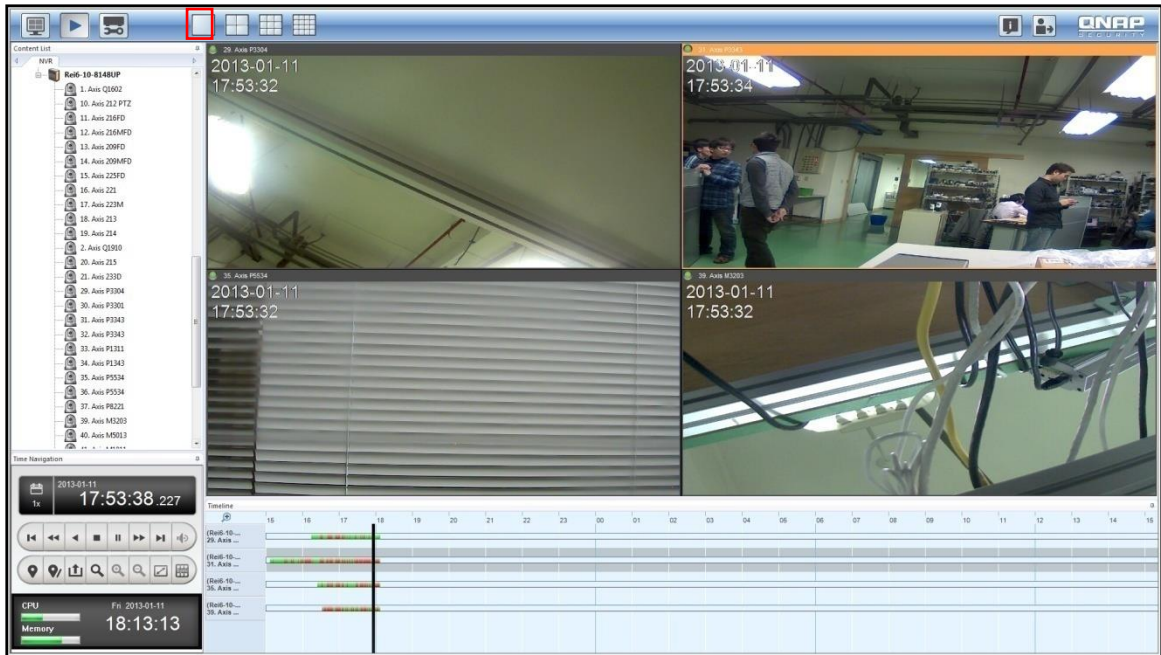 QNAP
SECURITY
Content List
NVR
Rei6-10-8148UP
1. Axis Q1602
10. Axis 212 PTZ
11. Axis 216FD
12. Axis 216MFD
13. Axis 209FD
14. Axis 209MFD
15. Axis 225FD
16. Axis 221
17. Axis 223M
18. Axis 213
19. Axis 214
2. Axis Q1910
20. Axis 215
21. Axis 233D
29. Axis P3304
30. Axis P3301
31. Axis P3343
32. Axis P3343
33. Axis P1311
34. Axis P1343
35. Axis P5534
36. Axis P5534
37. Axis P8221
39. Axis M3203
40. Axis M5013
29. Axis P3304
2013-01-11
17:53:32
31. Axis P3343
2013-01-11
17:53:34
35. Axis P5534
2013-01-11
17:53:32
39. Axis M3203
2013-01-11
17:53:32
Time Navigation
2013-01-11
1x
17:53:38.227
CPU
Memory
Fri 2013-01-11
18:13:13
Timeline
15 16 17 18 19 20 21 22 23 00 01 02 03 04 05 06 07 08 09 10 11 12 13 14 15
(Rei6-10-...
29. Axis ...
(Rei6-10-...
31. Axis ...
(Rei6-10-...
35. Axis ...
(Rei6-10-...
39. Axis ...